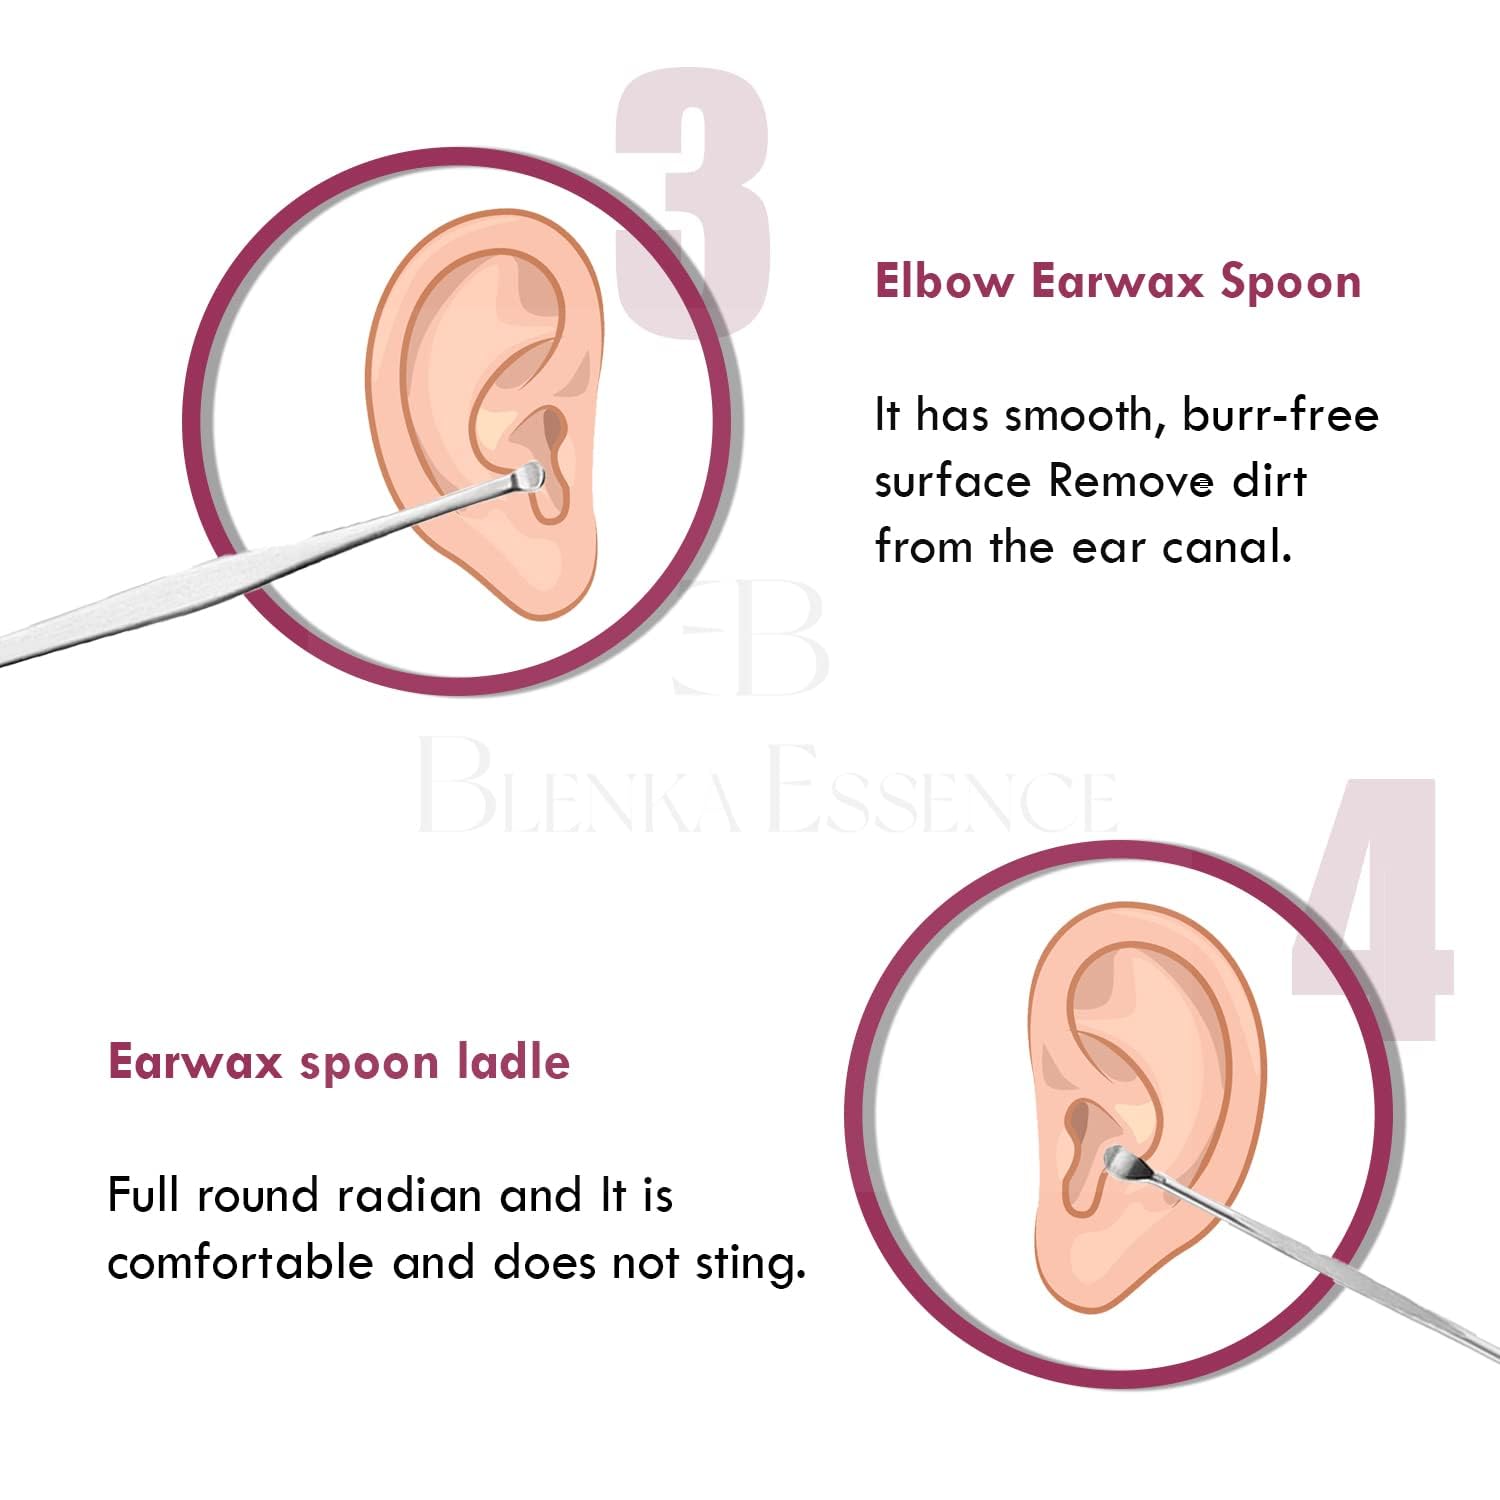 3
Elbow Earwax Spoon
It has smooth, burr-free
surface Remove dirt
from the ear canal.
EB
BLENKA ESSENCE
4
Earwax spoon ladle
Full round radian and It is
comfortable and does not sting.